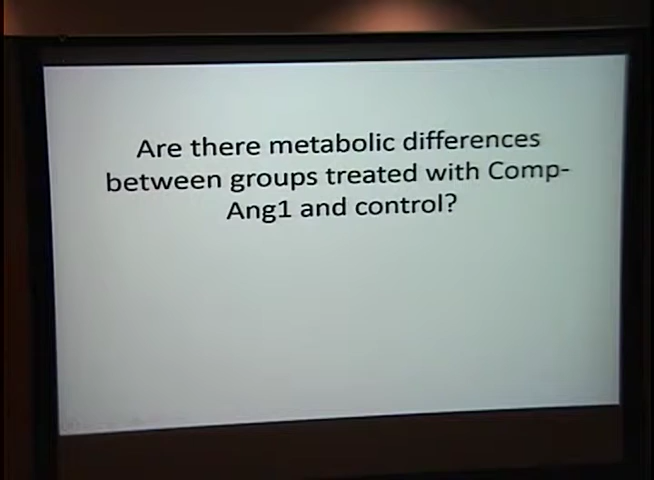 Are there metabolic differences
between groups treated with Comp-
Ang1 and control?